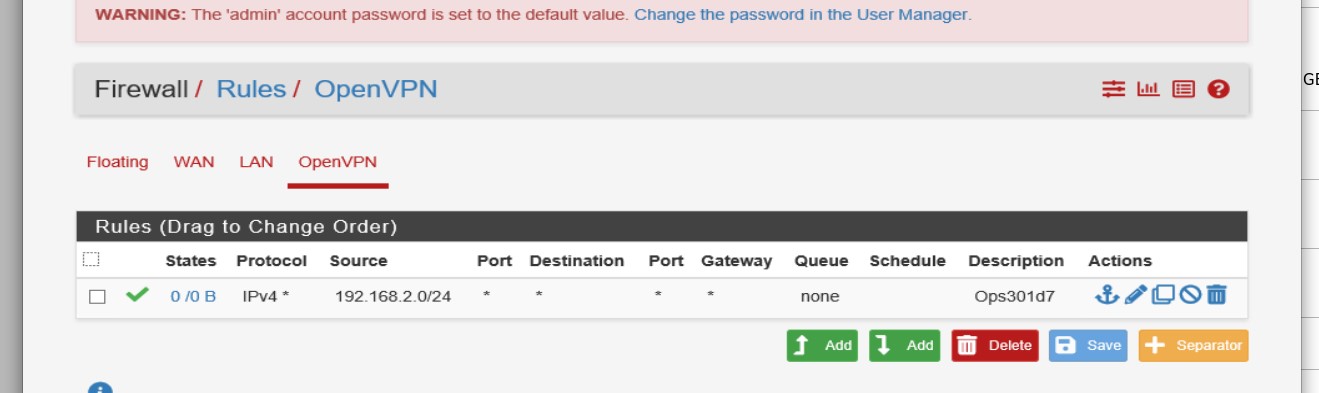 WARNING: The 'admin' account password is set to the default value. Change the password in the User Manager.
Firewall / Rules / OpenVPN
GE
Floating WAN LAN OpenVPN
Rules (Drag to Change Order)
States Protocol Source Port Destination Port Gateway Queue Schedule Description Actions
0 /0 B IPv4 * 192.168.2.0/24 * * * * none Ops301d7
Add Add Delete Save Separator